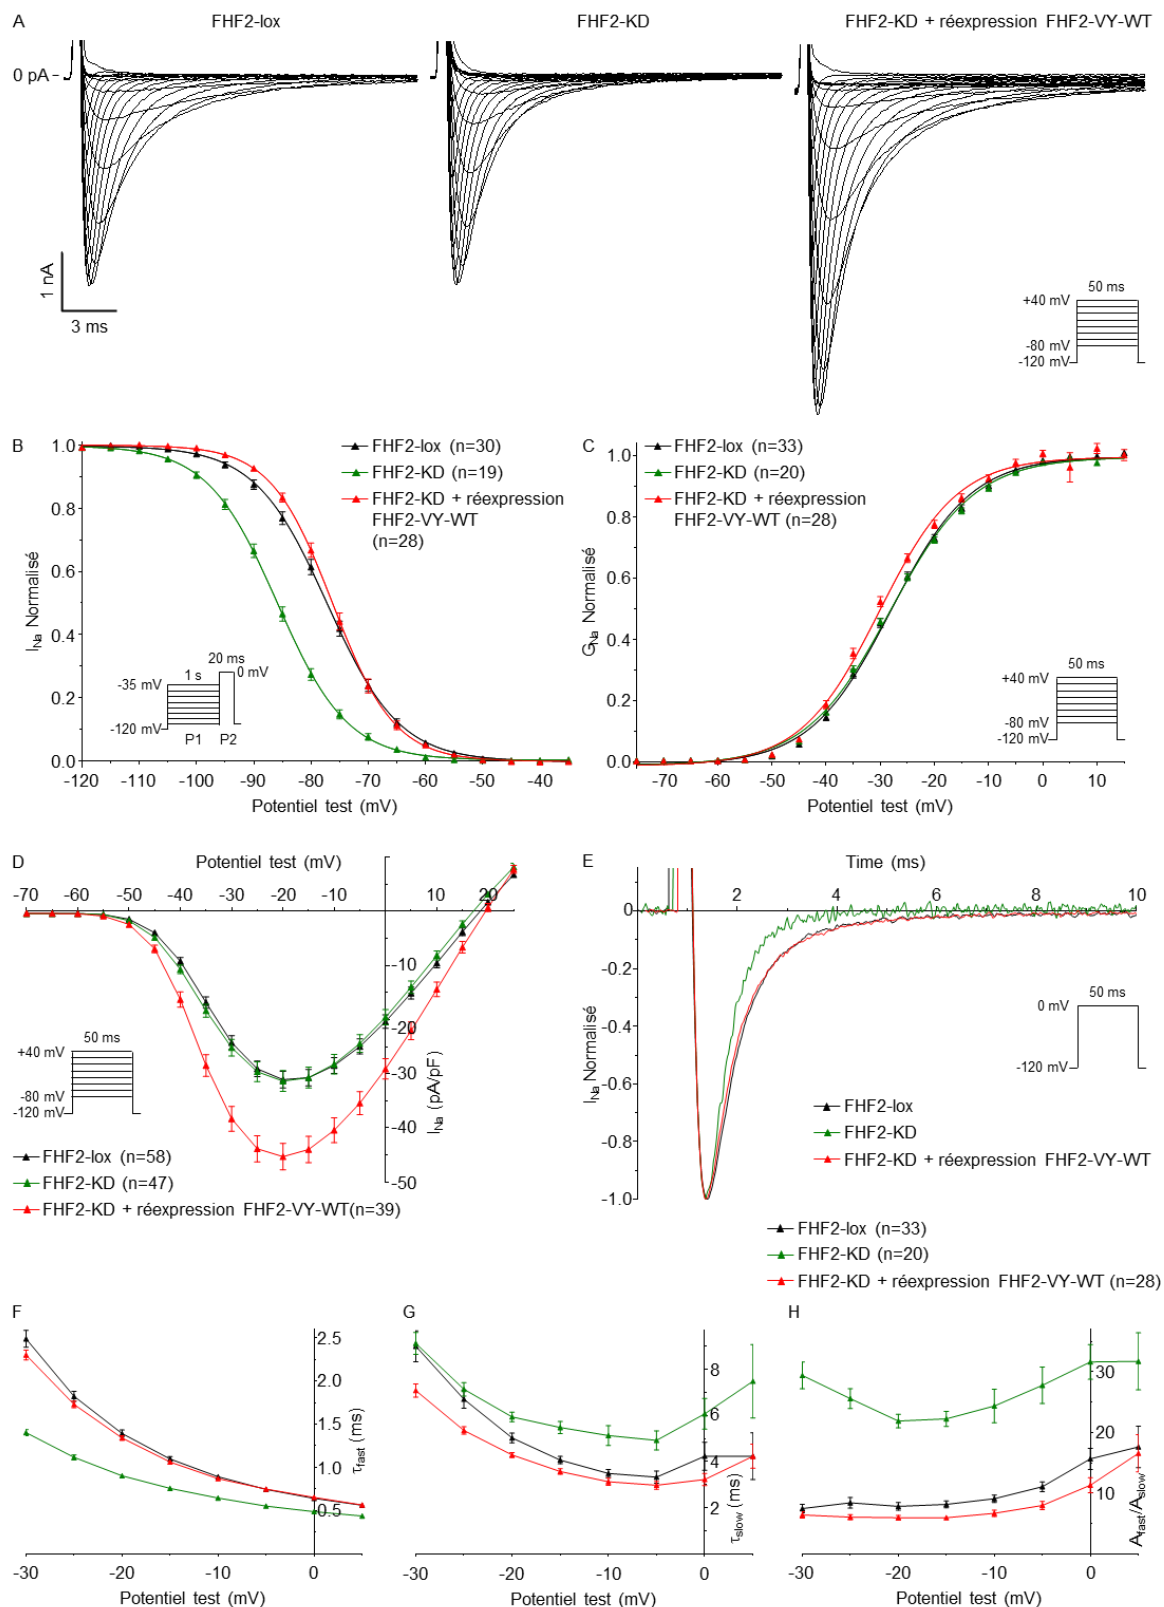 A
FHF2-lox
FHF2-KD
FHF2-KD + réexpression FHF2-VY-WT
0 pA
1 nA
3 ms
50 ms
+40 mV
-80 mV
-120 mV
B
1.0
0.8
0.6
0.4
0.2
0.0
I_Na Normalisé
FHF2-lox (n=30)
FHF2-KD (n=19)
FHF2-KD + réexpression
FHF2-VY-WT
(n=28)
20 ms
1 s
0 mV
-35 mV
-120 mV
P1 P2
-120 -110 -100 -90 -80 -70 -60 -50 -40
Potentiel test (mV)
C
1.0
0.8
0.6
0.4
0.2
0.0
G_Na Normalisé
FHF2-lox (n=33)
FHF2-KD (n=20)
FHF2-KD + réexpression
FHF2-VY-WT (n=28)
50 ms
+40 mV
-80 mV
-120 mV
-70 -60 -50 -40 -30 -20 -10 0 10
Potentiel test (mV)
D
Potentiel test (mV)
-70 -60 -50 -40 -30 -20 -10 10 20
-10
-20
-30
-40
-50
I_Na (pA/pF)
50 ms
+40 mV
-80 mV
-120 mV
FHF2-lox (n=58)
FHF2-KD (n=47)
FHF2-KD + réexpression FHF2-VY-WT(n=39)
E
Time (ms)
2 4 6 8 10
0
-0.2
-0.4
-0.6
-0.8
-1.0
I_Na Normalisé
50 ms
0 mV
-120 mV
FHF2-lox
FHF2-KD
FHF2-KD + réexpression FHF2-VY-WT
FHF2-lox (n=33)
FHF2-KD (n=20)
FHF2-KD + réexpression FHF2-VY-WT (n=28)
F
2.5
2.0
1.5
1.0
0.5
τ_fast (ms)
-30 -20 -10 0
Potentiel test (mV)
G
8
6
4
2
τ_slow (ms)
-30 -20 -10 0
Potentiel test (mV)
H
30
20
10
A_fast/A_slow
-30 -20 -10 0
Potentiel test (mV)